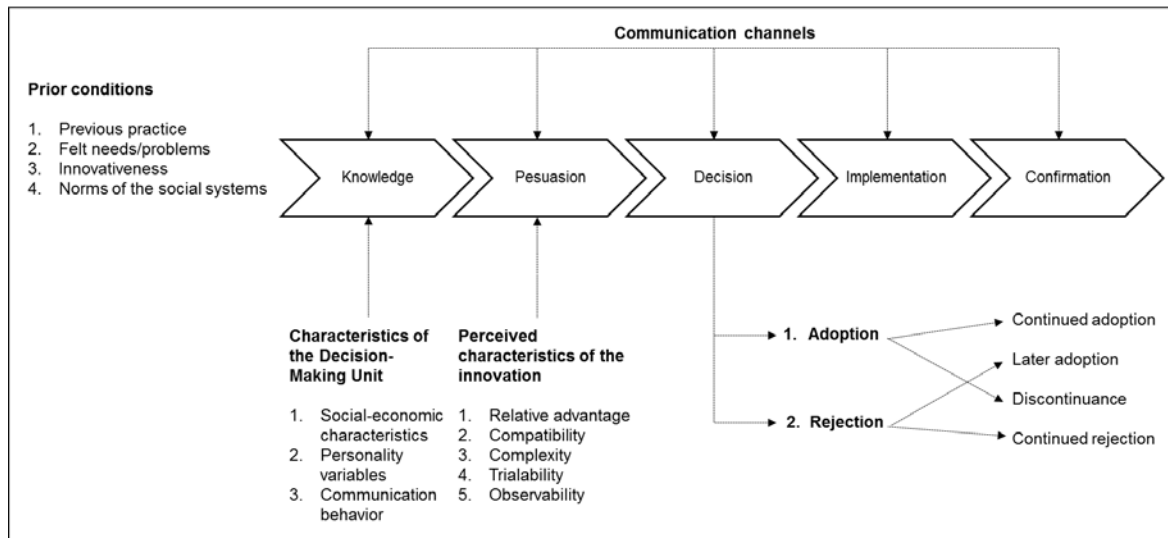 Communication channels
Prior conditions
1. Previous practice
2. Felt needs/problems
3. Innovativeness
4. Norms of the social systems
Knowledge
Pesuasion
Decision
Implementation
Confirmation
Characteristics of
the Decision-
Making Unit
1. Social-economic
characteristics
2. Personality
variables
3. Communication
behavior
Perceived
characteristics of the
innovation
1. Relative advantage
2. Compatibility
3. Complexity
4. Trialability
5. Observability
1. Adoption
2. Rejection
Continued adoption
Later adoption
Discontinuance
Continued rejection